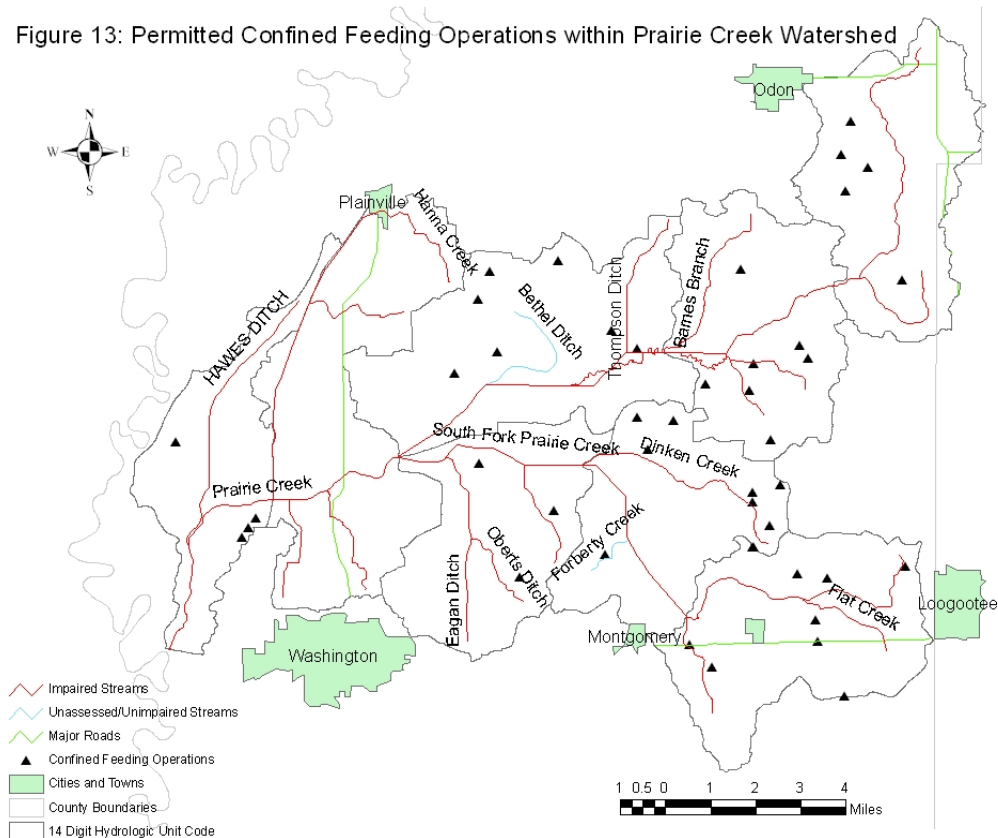 Figure 13: Permitted Confined Feeding Operations within Prairie Creek Watershed
N
W
E
S
Odon
Plainville
Hanna Creek
Bethel Ditch
Thompson Ditch
Barnes Branch
HAWES DITCH
South Fork Prairie Creek
Dinken Creek
Prairie Creek
Eagan Ditch
Oberts Ditch
Forberty Creek
Flat Creek
Loogootee
Montgomery
Washington
Impaired Streams
Unassessed/Unimpaired Streams
Major Roads
Confined Feeding Operations
Cities and Towns
County Boundaries
14 Digit Hydrologic Unit Code
1 0.5 0 1 2 3 4
Miles